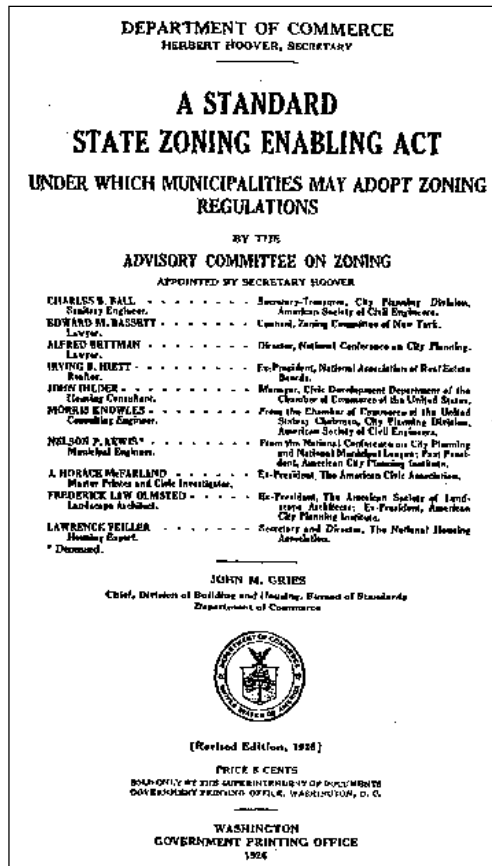 DEPARTMENT OF COMMERCE
HERBERT HOOVER, SECRETARY
A STANDARD
STATE ZONING ENABLING ACT
UNDER WHICH MUNICIPALITIES MAY ADOPT ZONING
REGULATIONS
BY THE
ADVISORY COMMITTEE ON ZONING
APPOINTED BY SECRETARY HOOVER
CHARLES B. BALL - - - - - - - - Secretary-Treasurer, City Planning Division,
Sanitary Engineer. American Society of Civil Engineers.
EDWARD M. BASSETT - - - - - - Counsel, Zoning Committee of New York.
Lawyer.
ALFRED BETTMAN - - - - - - - Director, National Conference on City Planning.
Lawyer.
IRVING B. HIETT - - - - - - - - Ex-President, National Association of Real Estate
Realtor. Boards.
JOHN IHLDER - - - - - - - - - Manager, Civic Development Department of the
Housing Consultant. Chamber of Commerce of the United States.
MORRIS KNOWLES - - - - - - - From the Chamber of Commerce of the United
Consulting Engineer. States; Chairman, City Planning Division,
American Society of Civil Engineers.
NELSON P. LEWIS* - - - - - - - From the National Conference on City Planning
Municipal Engineer. and National Municipal League; Past Presi-
dent, American City Planning Institute.
J. HORACE McFARLAND - - - - - Ex-President, The American Civic Association.
Master Printer and Civic Investigator.
FREDERICK LAW OLMSTED - - - - - Ex-President, The American Society of Land-
Landscape Architect. scape Architects; Ex-President, American
City Planning Institute.
LAWRENCE VEILLER - - - - - - - Secretary and Director, The National Housing
Housing Expert. Association.
* Deceased.
JOHN M. GRIES
Chief, Division of Building and Housing, Bureau of Standards
Department of Commerce
DEPARTMENT OF COMMERCE
UNITED STATES OF AMERICA
[Revised Edition, 1926]
PRICE 5 CENTS
SOLD ONLY BY THE SUPERINTENDENT OF DOCUMENTS
GOVERNMENT PRINTING OFFICE, WASHINGTON, D. C.
WASHINGTON
GOVERNMENT PRINTING OFFICE
1926